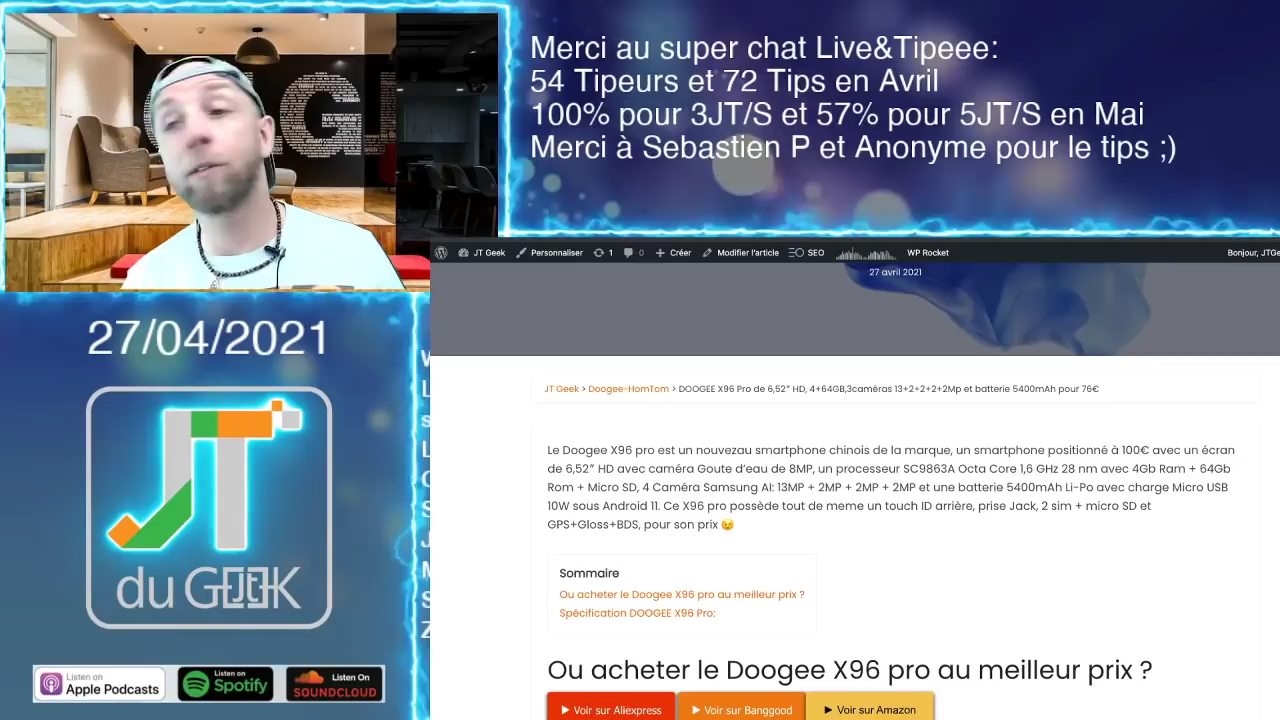 Merci au super chat Live&Tipeee:
54 Tipeurs et 72 Tips en Avril
100% pour 3JT/S et 57% pour 5JT/S en Mai
Merci à Sebastien P et Anonyme pour le tips ;)
JT Geek Personnaliser 1 0 Créer Modifier l'article SEO WP Rocket Bonjour, JTGe
27 avril 2021
27/04/2021
JT
du GEEK
Listen on Apple Podcasts
Listen on Spotify
Listen On SOUNDCLOUD
JT Geek > Doogee-HomTom > DOOGEE X96 Pro de 6,52" HD, 4+64GB,3caméras 13+2+2+2+2Mp et batterie 5400mAh pour 76€
Le Doogee X96 pro est un nouvezau smartphone chinois de la marque, un smartphone positionné à 100€ avec un écran
de 6,52" HD avec caméra Goute d'eau de 8MP, un processeur SC9863A Octa Core 1,6 GHz 28 nm avec 4Gb Ram + 64Gb
Rom + Micro SD, 4 Caméra Samsung AI: 13MP + 2MP + 2MP + 2MP et une batterie 5400mAh Li-Po avec charge Micro USB
10W sous Android 11. Ce X96 pro possède tout de meme un touch ID arrière, prise Jack, 2 sim + micro SD et
GPS+Gloss+BDS, pour son prix 😉
Sommaire
Ou acheter le Doogee X96 pro au meilleur prix ?
Spécification DOOGEE X96 Pro:
Ou acheter le Doogee X96 pro au meilleur prix ?
▶ Voir sur Aliexpress ▶ Voir sur Banggood ▶ Voir sur Amazon